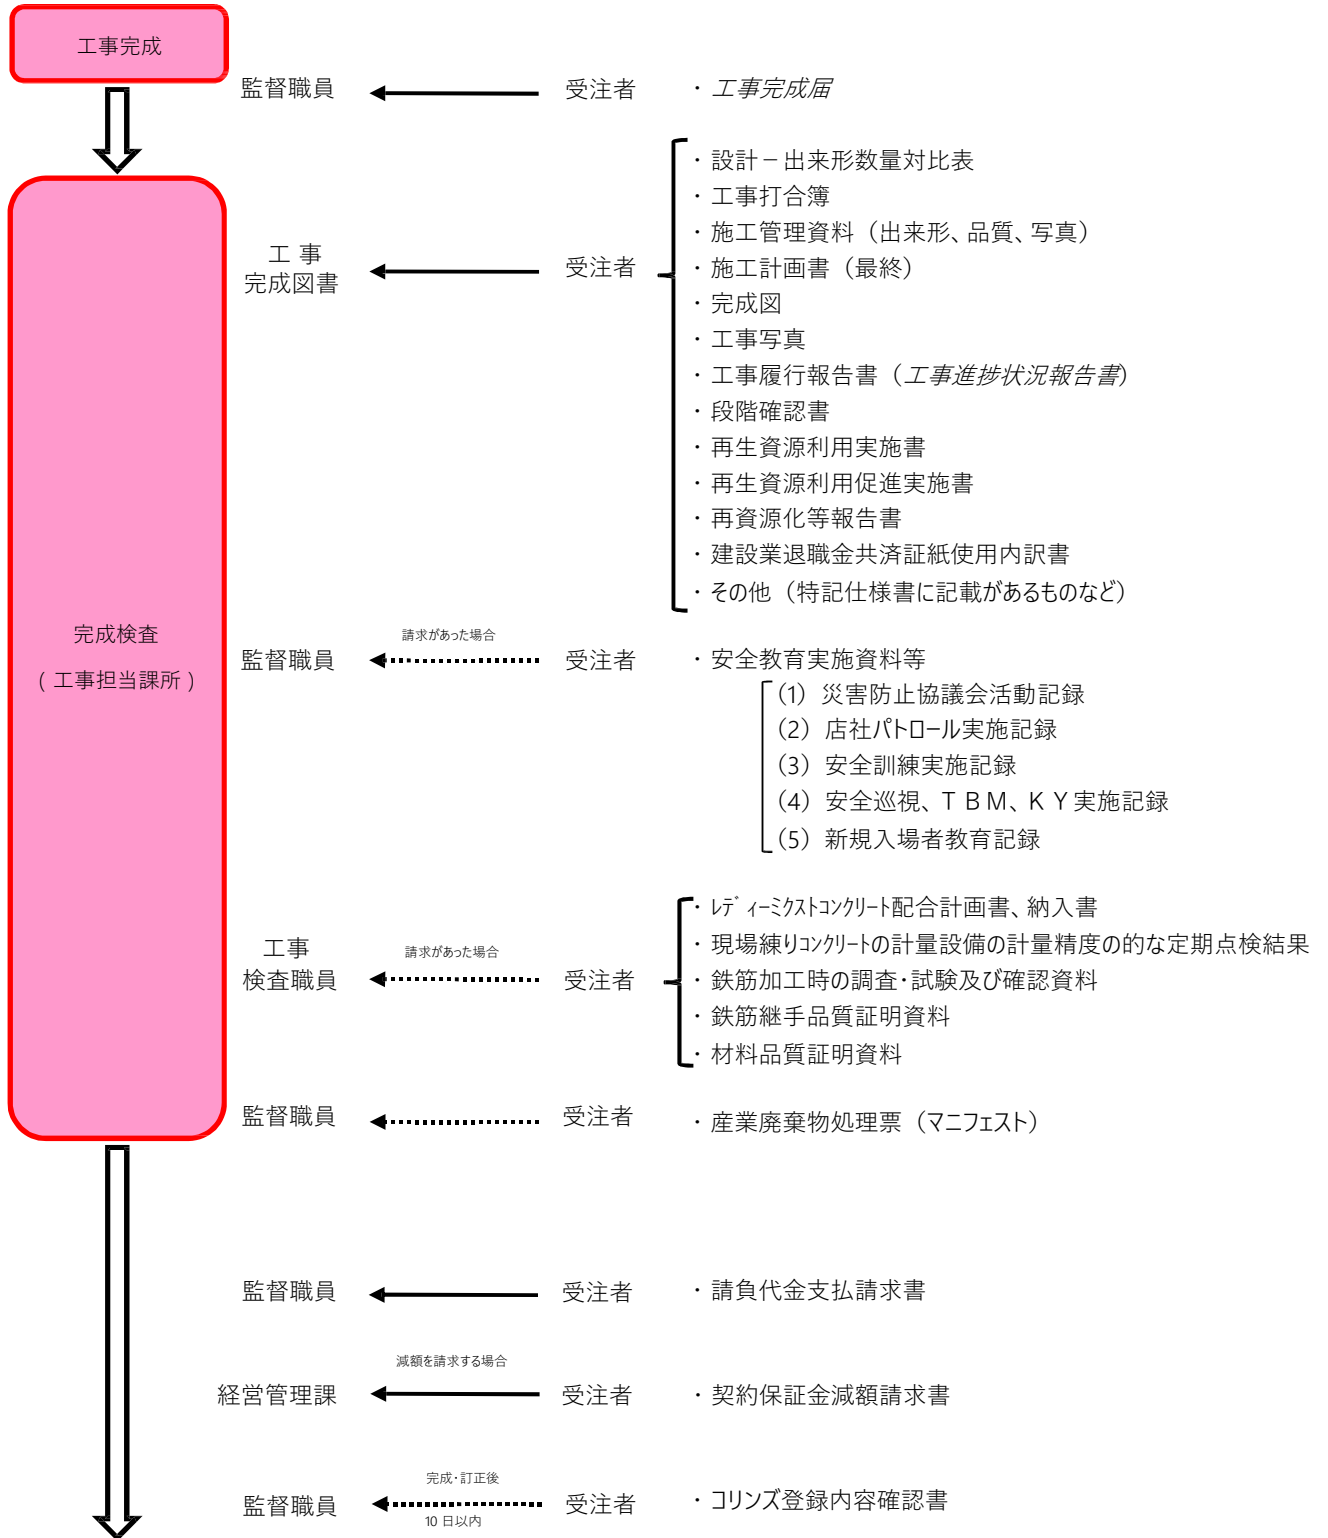 工事完成
監督職員 受注者 ・ 工事完成届
・ 設計－出来形数量対比表
・ 工事打合簿
・ 施工管理資料（出来形、品質、写真）
工 事
完成図書
受注者
・ 施工計画書（最終）
・ 完成図
・ 工事写真
・ 工事履行報告書（工事進捗状況報告書）
・ 段階確認書
・ 再生資源利用実施書
・ 再生資源利用促進実施書
・ 再資源化等報告書
・ 建設業退職金共済証紙使用内訳書
・ その他（特記仕様書に記載があるものなど）
完成検査
( 工事担当課所 )
請求があった場合
監督職員 受注者 ・ 安全教育実施資料等
(1) 災害防止協議会活動記録
(2) 店社パトロール実施記録
(3) 安全訓練実施記録
(4) 安全巡視、ＴＢＭ、ＫＹ実施記録
(5) 新規入場者教育記録
・ ﾚﾃﾞｨｰﾐｸｽﾄｺﾝｸﾘｰﾄ配合計画書、納入書
工事
検査職員
請求があった場合
受注者
・ 現場練りｺﾝｸﾘｰﾄの計量設備の計量精度の的な定期点検結果
・ 鉄筋加工時の調査・試験及び確認資料
・ 鉄筋継手品質証明資料
・ 材料品質証明資料
監督職員 受注者 ・ 産業廃棄物処理票（マニフェスト）
監督職員 受注者 ・ 請負代金支払請求書
減額を請求する場合
経営管理課 受注者 ・ 契約保証金減額請求書
完成・訂正後
監督職員 受注者 ・ コリンズ登録内容確認書
10 日以内